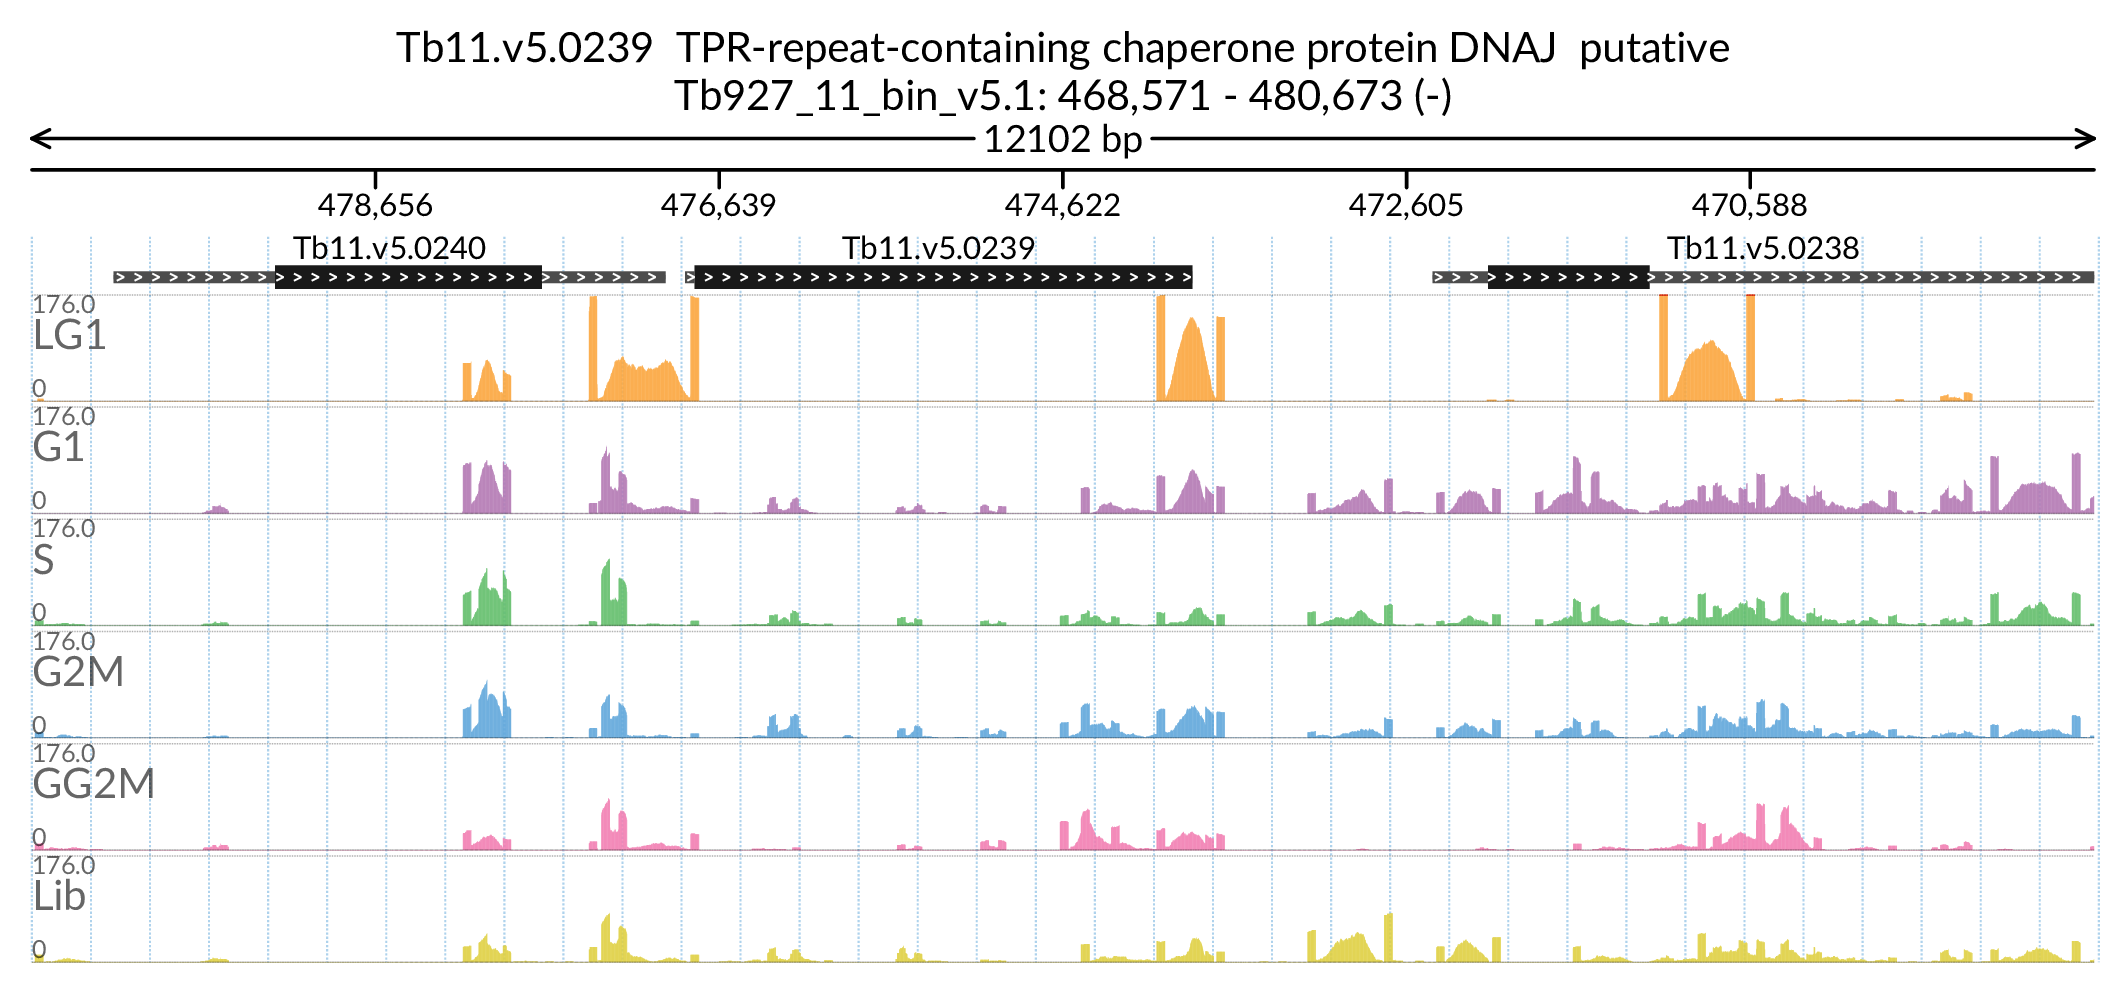 Tb11.v5.0239  TPR-repeat-containing chaperone protein DNAJ  putative
Tb927_11_bin_v5.1: 468,571 - 480,673 (-)
12102 bp
478,656 476,639 474,622 472,605 470,588
Tb11.v5.0240 Tb11.v5.0239 Tb11.v5.0238
176.0
LG1
0
176.0
G1
0
176.0
S
0
176.0
G2M
0
176.0
GG2M
0
176.0
Lib
0